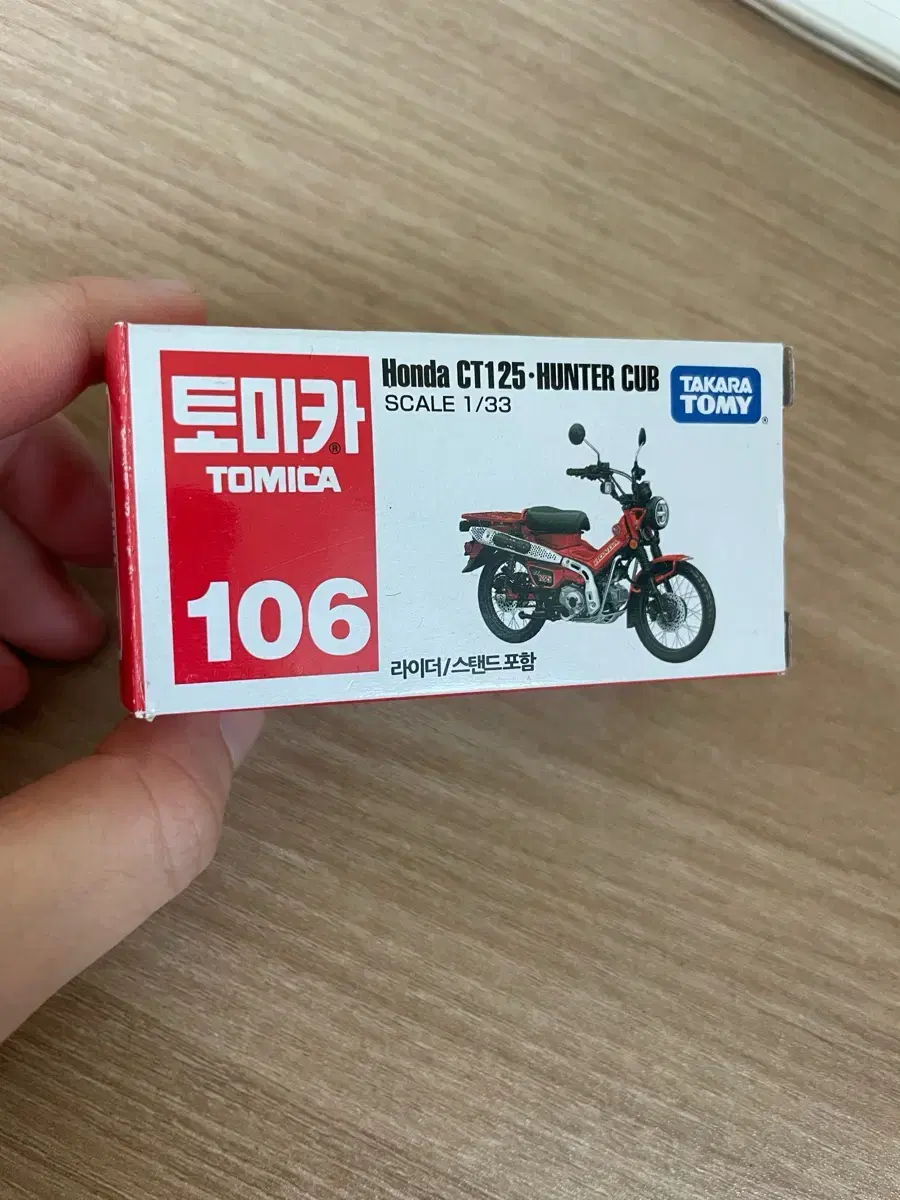 토미카®
TOMICA
106
Honda CT125•HUNTER CUB
SCALE 1/33
TAKARA
TOMY®
HONDA
라이더/스탠드 포함